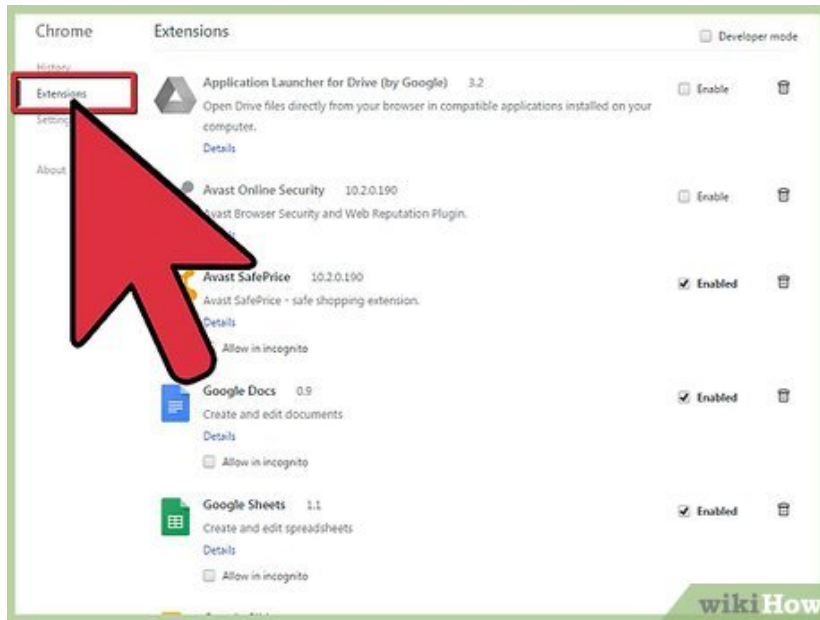 Chrome
Extensions
Developer mode
History
Extensions
About
Application Launcher for Drive (by Google) 3.2
Enable
Open Drive files directly from your browser in compatible applications installed on your
computer.
Details
Avast Online Security 10.2.0.190
Enable
Avast Browser Security and Web Reputation Plugin.
Avast SafePrice 10.2.0.190
Enabled
Avast SafePrice - safe shopping extension.
Details
Allow in incognito
Google Docs 0.9
Enabled
Create and edit documents
Details
Allow in incognito
Google Sheets 1.1
Enabled
Create and edit spreadsheets
Details
Allow in incognito
wikiHow